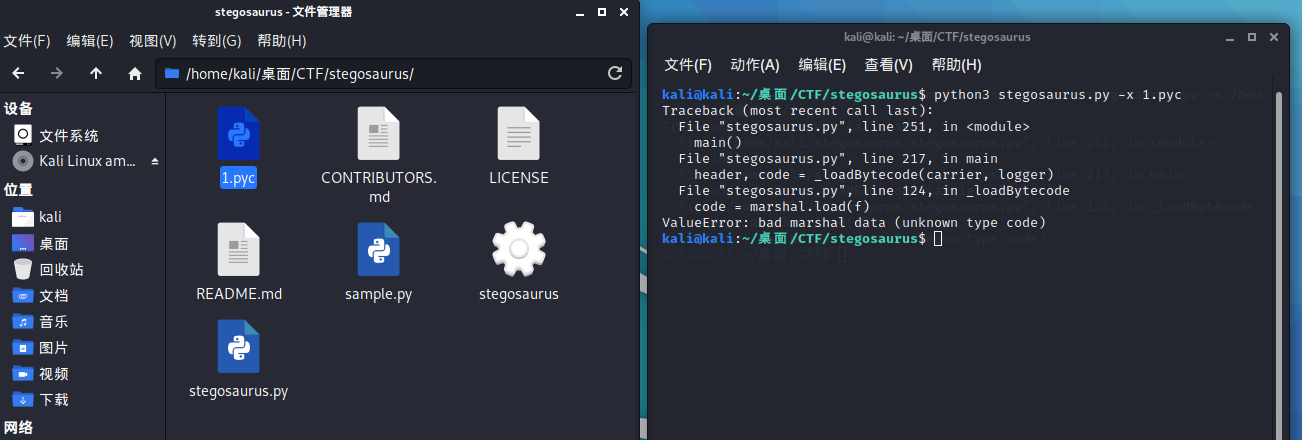 stegosaurus - 文件管理器
文件(F) 编辑(E) 视图(V) 转到(G) 帮助(H)
/home/kali/桌面/CTF/stegosaurus/
设备
文件系统
Kali Linux am...
位置
kali
桌面
回收站
文档
音乐
图片
视频
下载
网络
1.pyc
CONTRIBUTORS.
md
LICENSE
README.md
sample.py
stegosaurus
stegosaurus.py
kali@kali: ~/桌面/CTF/stegosaurus
文件(F) 动作(A) 编辑(E) 查看(V) 帮助(H)
kali@kali:~/桌面/CTF/stegosaurus$ python3 stegosaurus.py -x 1.pyc
Traceback (most recent call last):
  File "stegosaurus.py", line 251, in <module>
    main()
  File "stegosaurus.py", line 217, in main
    header, code = _loadBytecode(carrier, logger)
  File "stegosaurus.py", line 124, in _loadBytecode
    code = marshal.load(f)
ValueError: bad marshal data (unknown type code)
kali@kali:~/桌面/CTF/stegosaurus$